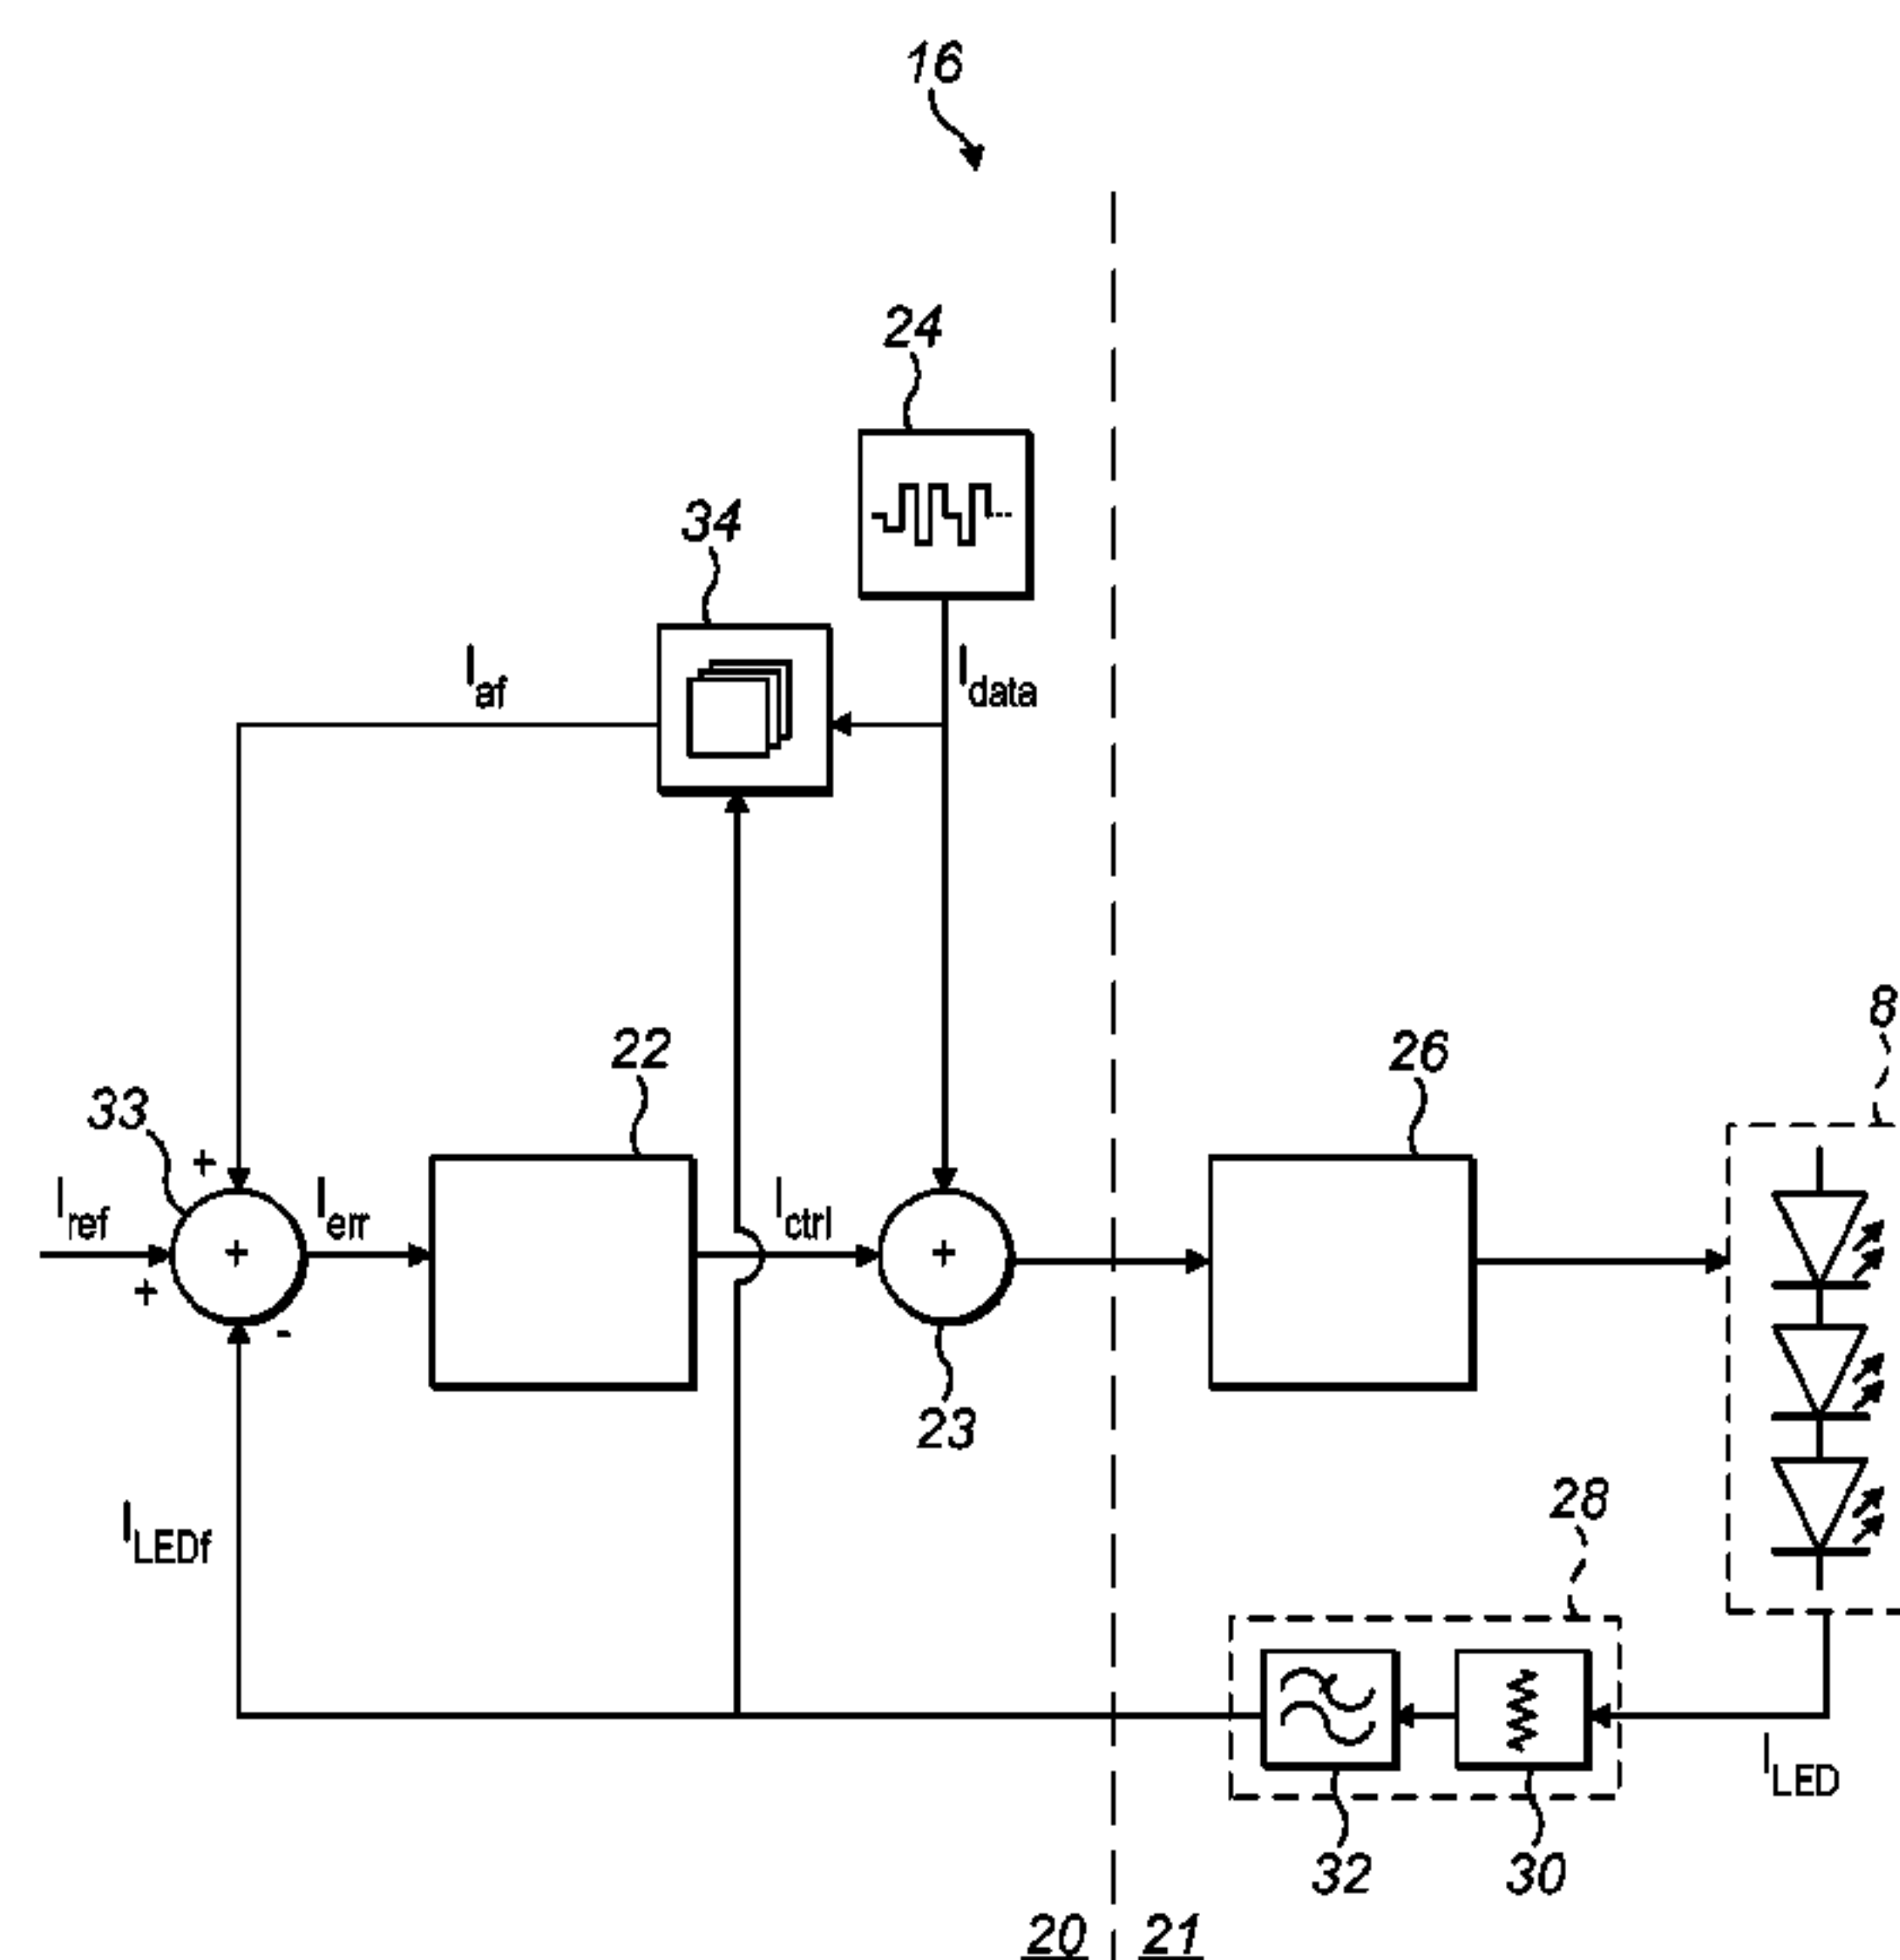 16
24
34
I_af
I_data
8
22
26
33
+
I_ref
+
I_err
I_ctrl
+
+
-
23
I_LEDf
28
I_LED
32
30
20
21